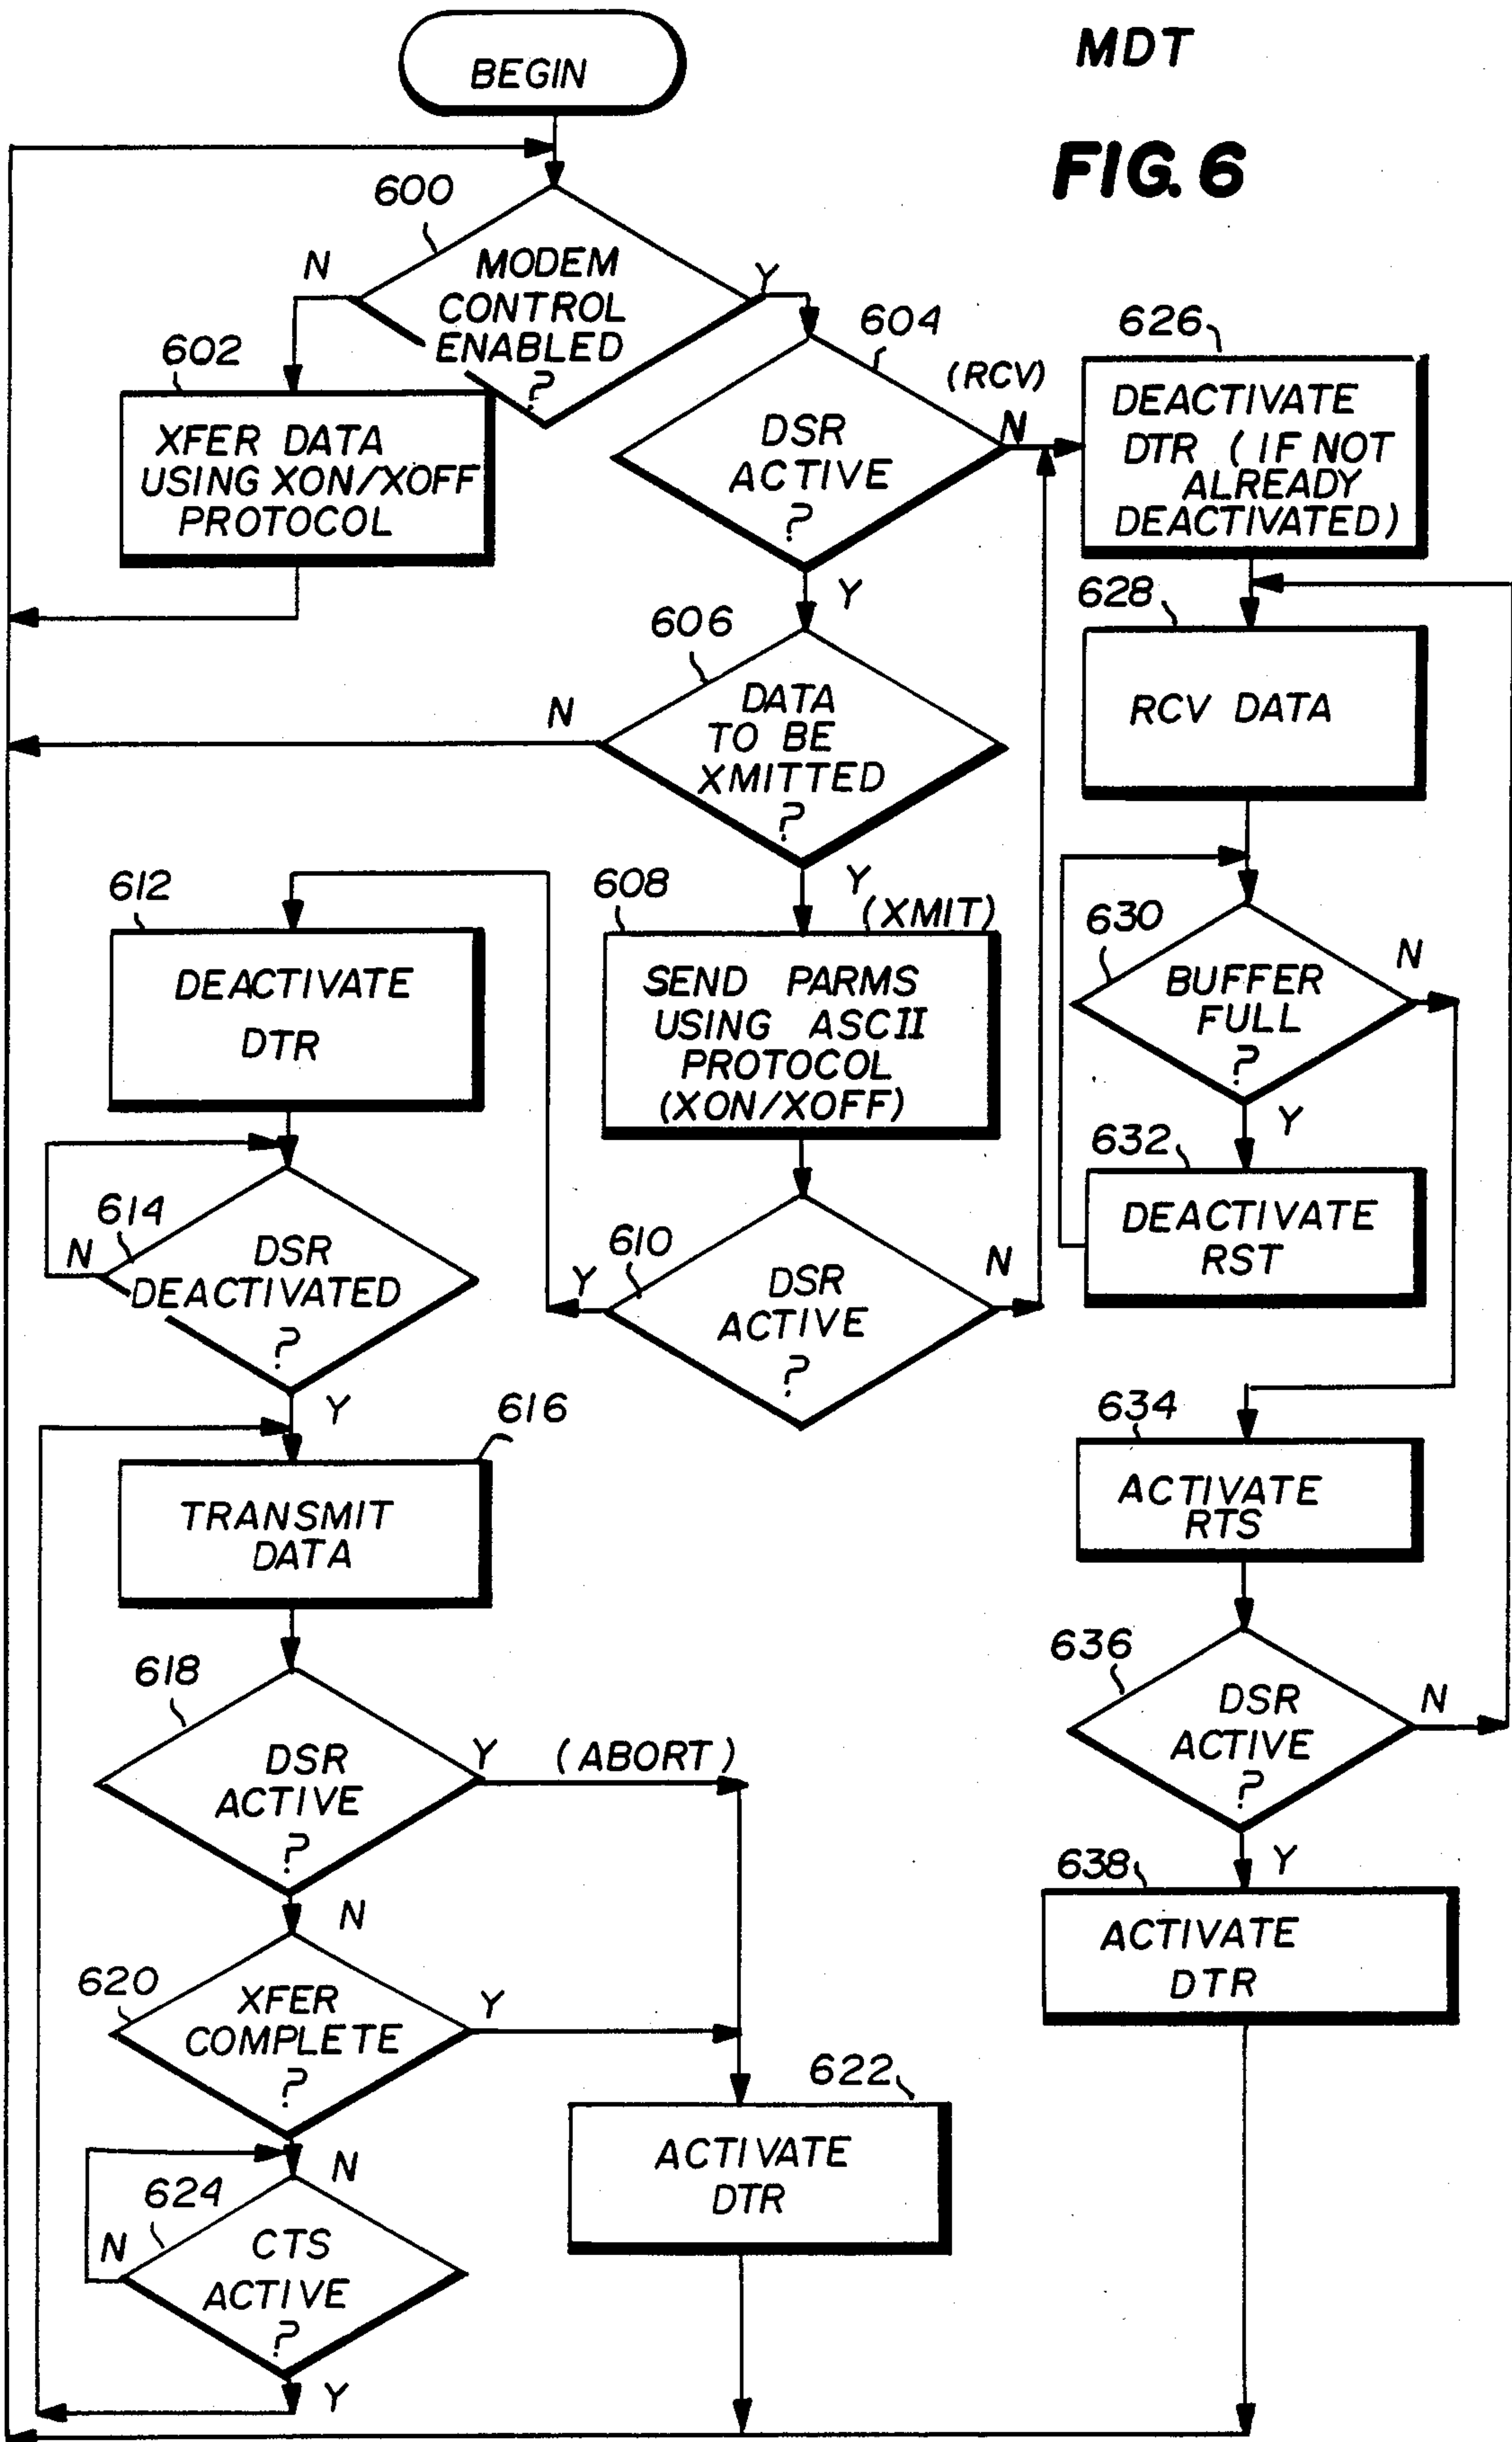 MDT
FIG. 6
BEGIN
600
MODEM
CONTROL
ENABLED
?
N
Y
602
XFER DATA
USING XON/XOFF
PROTOCOL
604
DSR
ACTIVE
?
(RCV)
N
Y
626
DEACTIVATE
DTR (IF NOT
ALREADY
DEACTIVATED)
606
DATA
TO BE
XMITTED
?
N
Y
(XMIT)
628
RCV DATA
608
SEND PARMS
USING ASCII
PROTOCOL
(XON/XOFF)
612
DEACTIVATE
DTR
630
BUFFER
FULL
?
N
Y
632
DEACTIVATE
RST
610
DSR
ACTIVE
?
Y
N
614
DSR
DEACTIVATED
?
N
Y
616
TRANSMIT
DATA
634
ACTIVATE
RTS
636
DSR
ACTIVE
?
N
Y
618
DSR
ACTIVE
?
Y (ABORT)
N
638
ACTIVATE
DTR
620
XFER
COMPLETE
?
Y
N
622
ACTIVATE
DTR
624
CTS
ACTIVE
?
N
Y